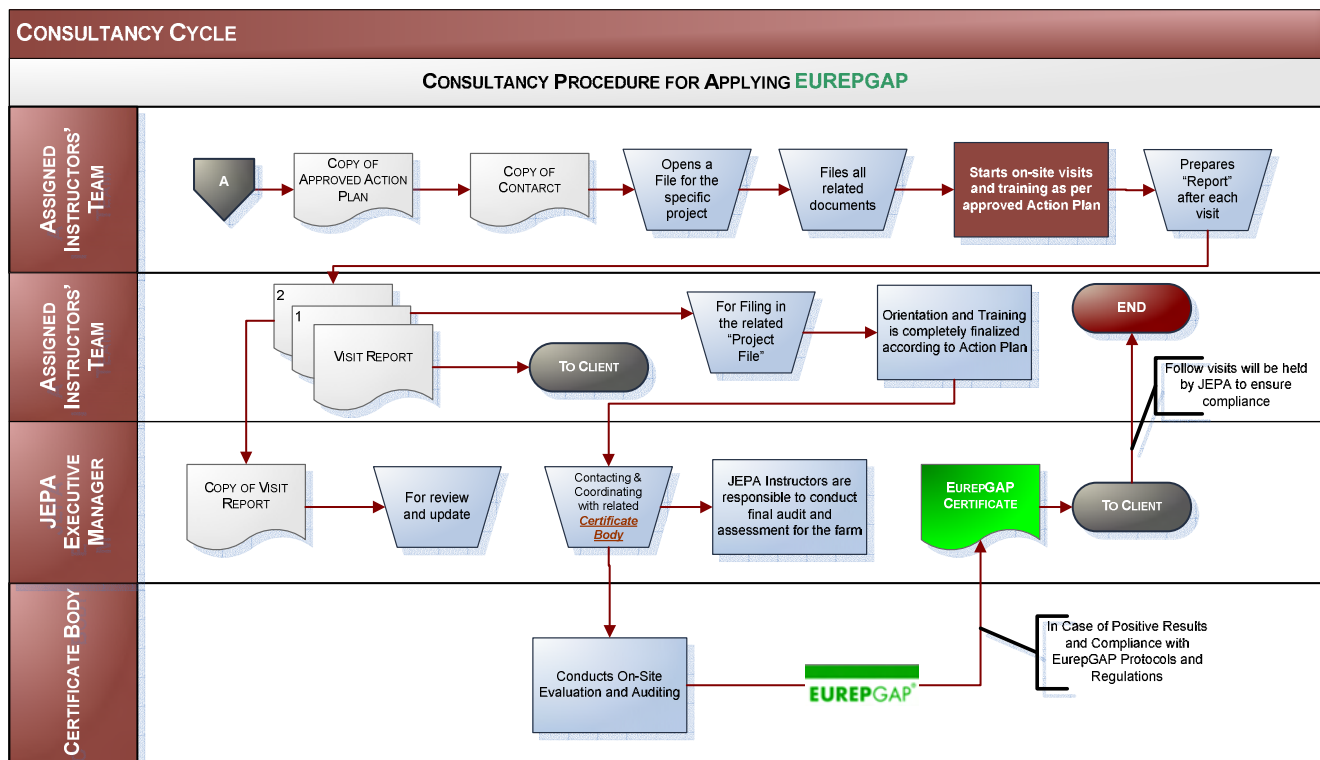 CONSULTANCY CYCLE
CONSULTANCY PROCEDURE FOR APPLYING EUREPGAP
ASSIGNED
INSTRUCTORS'
TEAM
A
COPY OF
APPROVED ACTION
PLAN
COPY OF
CONTARCT
Opens a
File for the
specific
project
Files all
related
documents
Starts on-site visits
and training as per
approved Action Plan
Prepares
“Report”
after each
visit
ASSIGNED
INSTRUCTORS'
TEAM
2
1
VISIT REPORT
TO CLIENT
For Filing in
the related
“Project
File”
Orientation and Training
is completely finalized
according to Action Plan
END
Follow visits will be held
by JEPA to ensure
compliance
JEPA
EXECUTIVE
MANAGER
COPY OF VISIT
REPORT
For review
and update
Contacting &
Coordinating
with related
Certificate
Body
JEPA Instructors are
responsible to conduct
final audit and
assessment for the farm
EUREPGAP
CERTIFICATE
TO CLIENT
CERTIFICATE BODY
Conducts On-Site
Evaluation and Auditing
EUREPGAP®
In Case of Positive Results
and Compliance with
EurepGAP Protocols and
Regulations